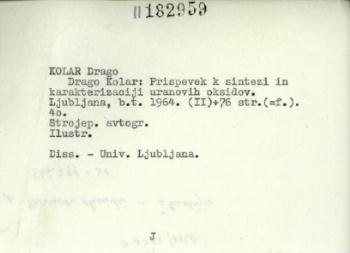 II 182959
KOLAR Drago
Drago Kolar: Prispevek k sintezi in
karakterizaciji uranovih oksidov.
Ljubljana, b.t. 1964. (II)+76 str.(=f.).
4o.
Strojep. avtogr.
Ilustr.
Diss. - Univ. Ljubljana.
J